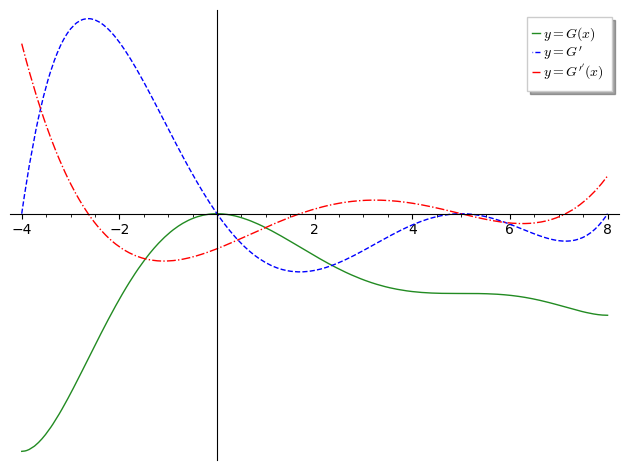 y = G(x)
y = G ′
y = G ′′(x)
−4 −2 2 4 6 8